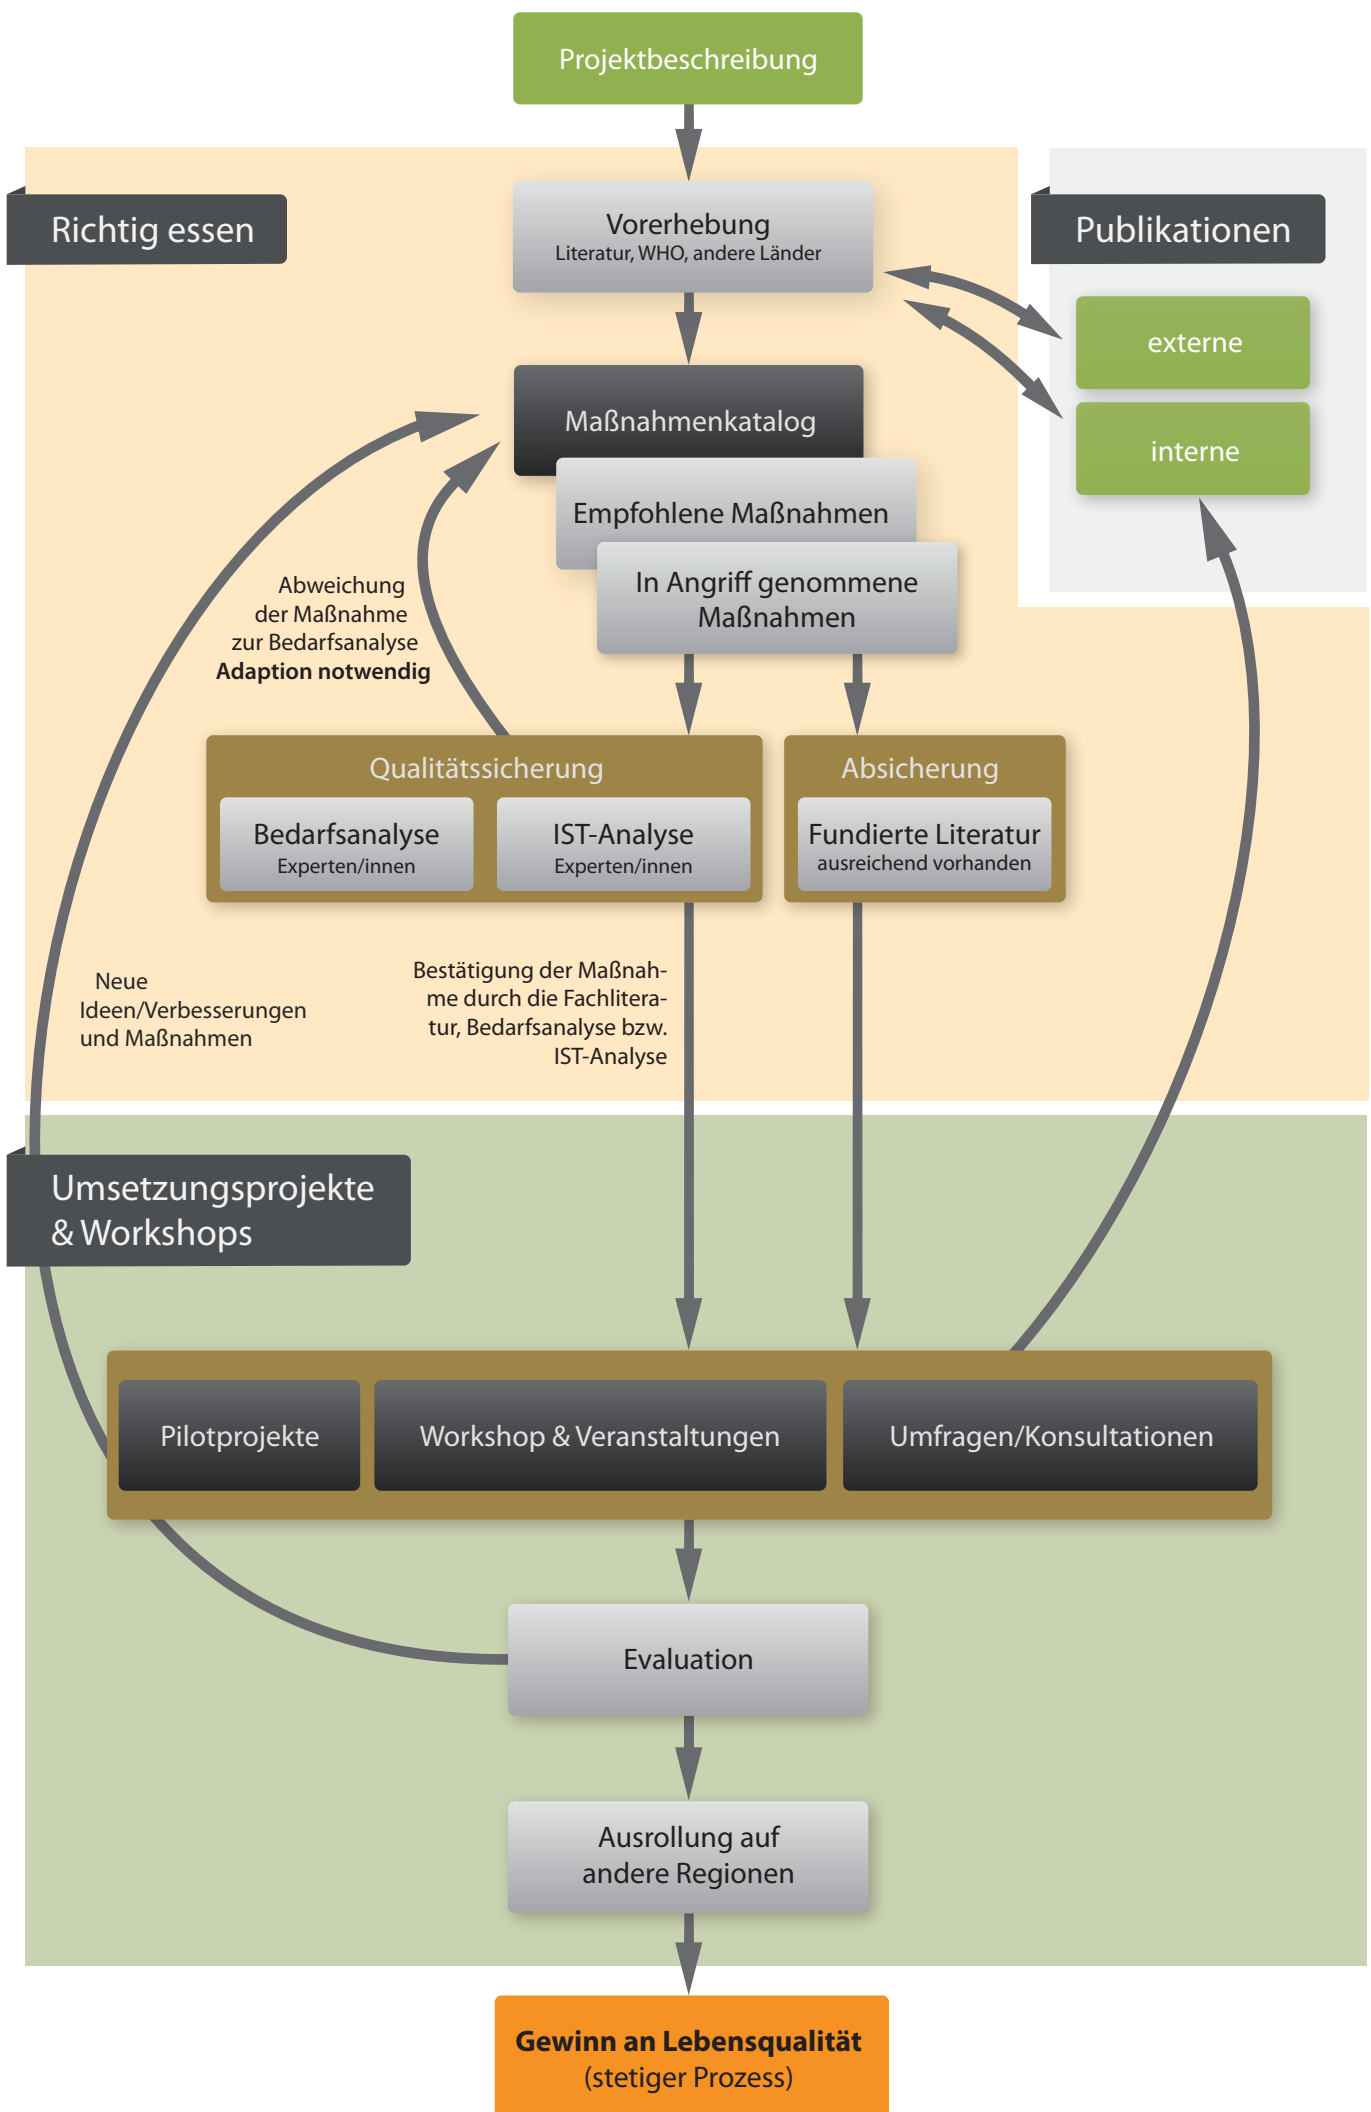 Projektbeschreibung
Richtig essen
Vorerhebung
Literatur, WHO, andere Länder
Publikationen
externe
interne
Maßnahmenkatalog
Empfohlene Maßnahmen
In Angriff genommene
Maßnahmen
Abweichung
der Maßnahme
zur Bedarfsanalyse
Adaption notwendig
Qualitätssicherung
Bedarfsanalyse
Experten/innen
IST-Analyse
Experten/innen
Absicherung
Fundierte Literatur
ausreichend vorhanden
Neue
Ideen/Verbesserungen
und Maßnahmen
Bestätigung der Maßnah-
me durch die Fachlitera-
tur, Bedarfsanalyse bzw.
IST-Analyse
Umsetzungsprojekte
& Workshops
Pilotprojekte
Workshop & Veranstaltungen
Umfragen/Konsultationen
Evaluation
Ausrollung auf
andere Regionen
Gewinn an Lebensqualität
(stetiger Prozess)